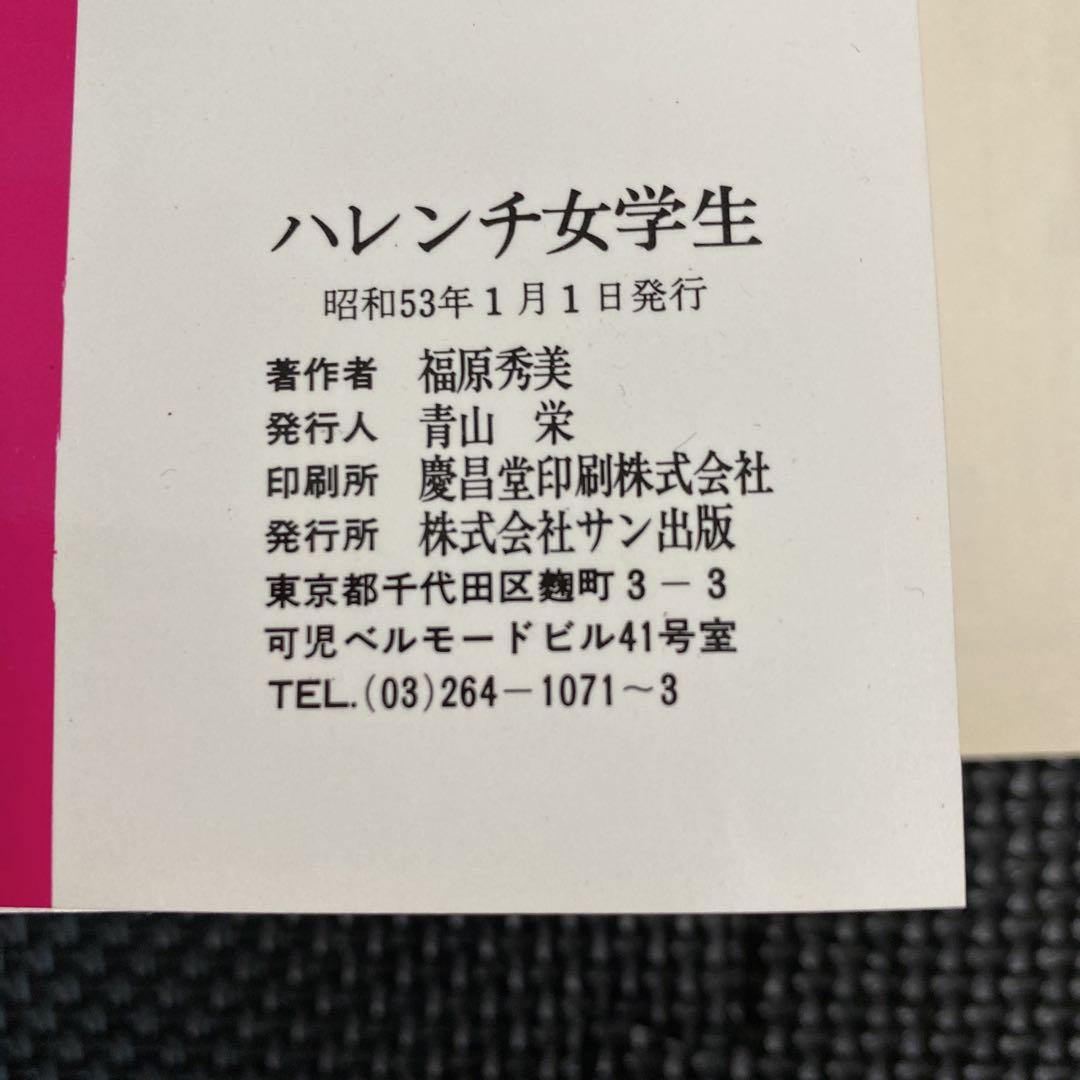 ハレンチ女学生
昭和53年1月1日発行
著作者　福原秀美
発行人　青山　栄
印刷所　慶昌堂印刷株式会社
発行所　株式会社サン出版
東京都千代田区麴町3－3
可児ベルモードビル41号室
TEL.(03)264－1071～3